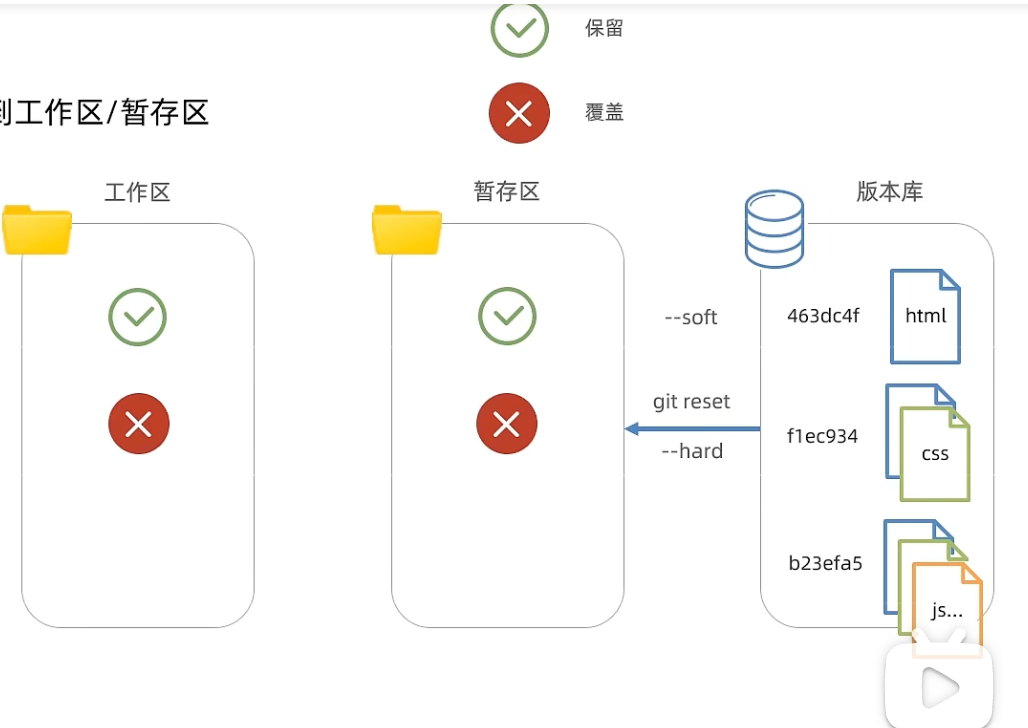 保留
覆盖
到工作区/暂存区
工作区
暂存区
版本库
--soft
463dc4f
html
git reset
--hard
f1ec934
css
b23efa5
js...